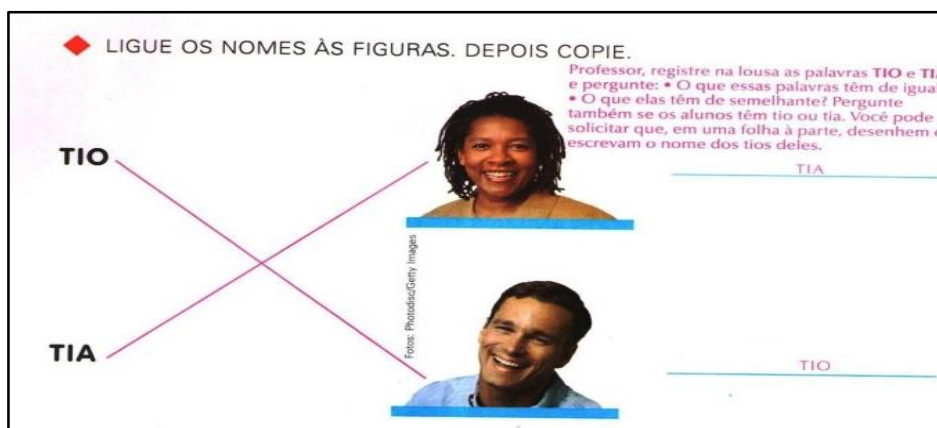 LIGUE OS NOMES ÀS FIGURAS. DEPOIS COPIE.
Professor, registre na lousa as palavras TIO e
e pergunte: • O que essas palavras têm de
• O que elas têm de semelhante? Pergunte
também se os alunos têm tio ou tia. Você pode
solicitar que, em uma folha à parte, desenhem
escrevam o nome dos tios deles.
TIO
TIA
Fotos: Photodisc/Getty Images
TIA
TIO